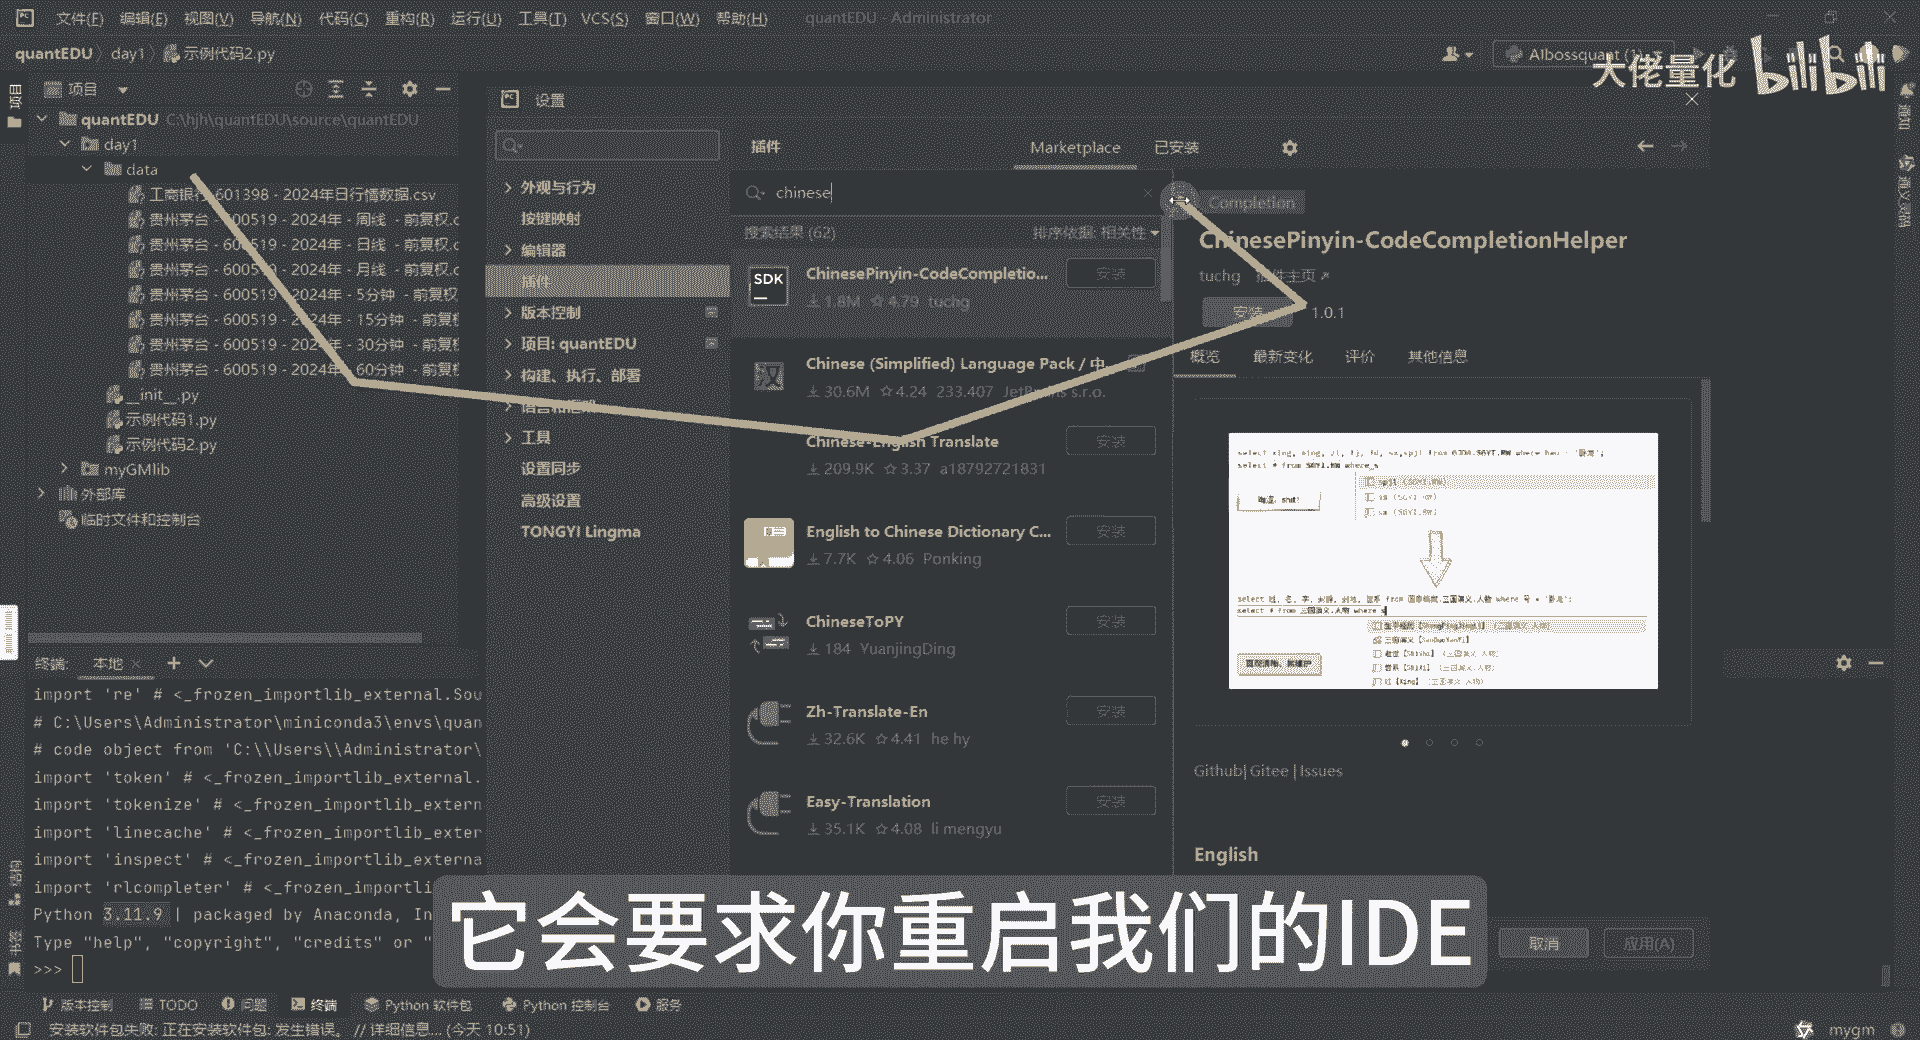 文件(F) 编辑(E) 视图(V) 导航(N) 代码(C) 重构(R) 运行(U) 工具(T) VCS(S) 窗口(W) 帮助(H) quantEDU - Administrator
quantEDU day1 示例代码2.py
AIbossquant (1)
大佬量化 bilibili
项目
项目
quantEDU C:\hjh\quantEDU\source\quantEDU
day1
data
工商银行 601398 - 2024年日行情数据.csv
贵州茅台 - 600519 - 2024年 - 周线 - 前复权.c
贵州茅台 - 600519 - 2024年 - 日线 - 前复权.c
贵州茅台 - 600519 - 2024年 - 月线 - 前复权.c
贵州茅台 - 600519 - 2024年 - 5分钟 - 前复权
贵州茅台 - 600519 - 2024年 - 15分钟 - 前复权
贵州茅台 - 600519 - 2024年 - 30分钟 - 前复权
贵州茅台 - 600519 - 2024年 - 60分钟 - 前复权
__init__.py
示例代码1.py
示例代码2.py
myGMlib
外部库
临时文件和控制台
设置
外观与行为
按键映射
编辑器
插件
版本控制
项目: quantEDU
构建、执行、部署
工具
设置同步
高级设置
TONGYI Lingma
插件 Marketplace 已安装
chinese
搜索结果 (62) 排序依据: 相关性
SDK
ChinesePinyin-CodeCompletio... 安装
1.8M 4.79 tuchg
汉
Chinese (Simplified) Language Pack / 中
30.6M 4.24 233.407 JetBrains s.r.o.
Chinese-English Translate 安装
209.9K 3.37 a18792721831
English to Chinese Dictionary C... 安装
7.7K 4.06 Ponking
ChineseToPY 安装
184 YuanjingDing
Zh-Translate-En 安装
32.6K 4.41 he hy
Easy-Translation 安装
35.1K 4.08 li mengyu
Completion
ChinesePinyin-CodeCompletionHelper
tuchg 插件主页
安装 1.0.1
概览 最新变化 评价 其他信息
Github| Gitee | Issues
English
取消 应用(A)
终端: 本地
import 're' # <_frozen_importlib_external.Sou
# C:\Users\Administrator\miniconda3\envs\quan
# code object from 'C:\\Users\\Administrator\
import 'token' # <_frozen_importlib_external.
import 'tokenize' # <_frozen_importlib_extern
import 'linecache' # <_frozen_importlib_exter
import 'inspect' # <_frozen_importlib_externa
import 'rlcompleter' # <_frozen_importli
Python 3.11.9 | packaged by Anaconda, In
Type "help", "copyright", "credits" or "
>>>
它会要求你重启我们的IDE
结构
书签
通知
版本控制 TODO 问题 终端 Python 软件包 Python 控制台 服务
安装软件包失败: 正在安装软件包: 发生错误。 // 详细信息... (今天 10:51) mygm